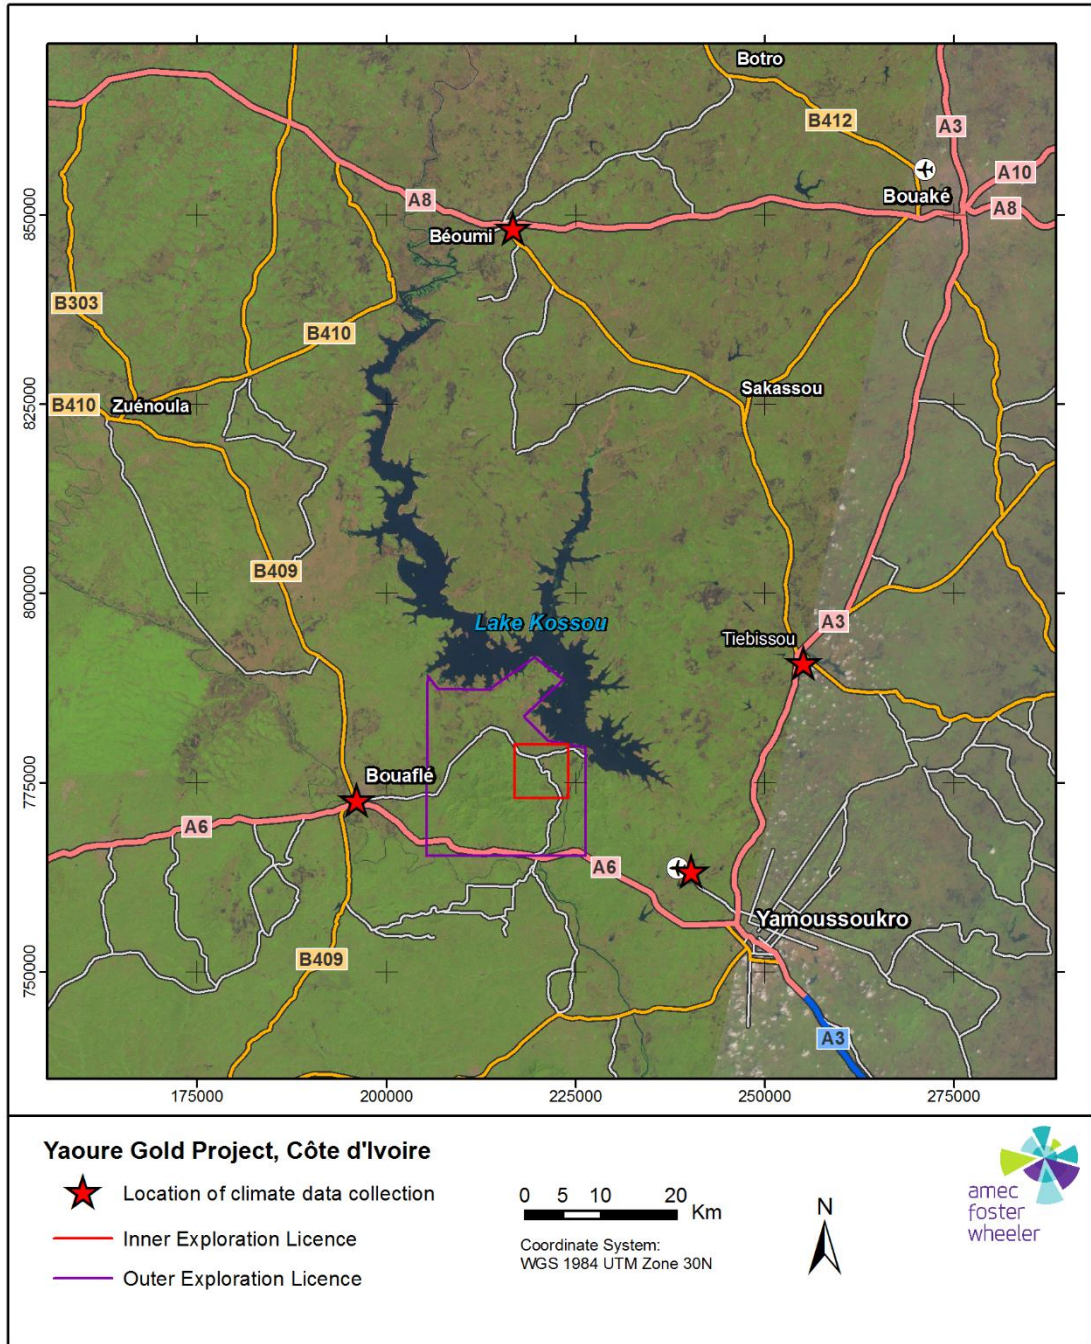 Botro
B412
A3
A10
A8
Bouaké
A8
Béoumi
B303
B410
B410
Zuénoula
Sakassou
B409
Lake Kossou
A3
Tiebissou
Bouaflé
A6
A6
Yamoussoukro
B409
A3
850000
825000
800000
775000
750000
175000
200000
225000
250000
275000
Yaoure Gold Project, Côte d'Ivoire
Location of climate data collection
Inner Exploration Licence
Outer Exploration Licence
0 5 10 20
Km
Coordinate System:
WGS 1984 UTM Zone 30N
N
amec
foster
wheeler